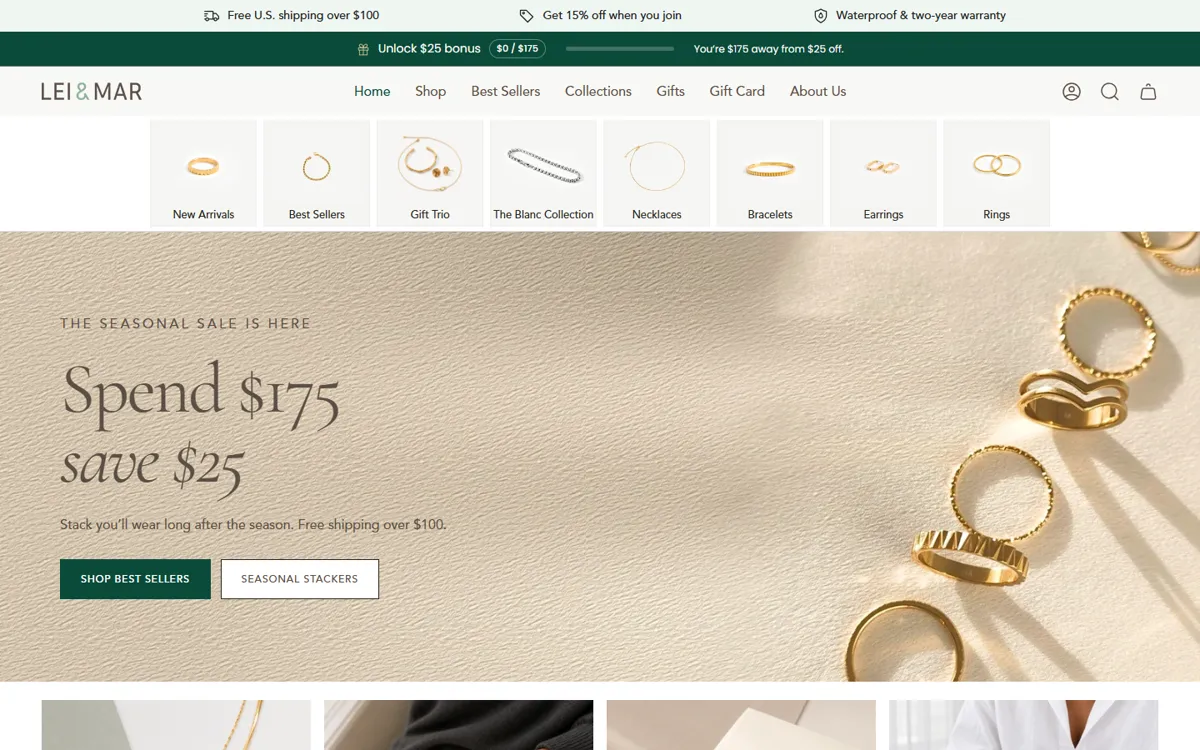 Free U.S. shipping over $100
Get 15% off when you join
Waterproof & two-year warranty
Unlock $25 bonus
$0 / $175
You're $175 away from $25 off.
LEI & MAR
Home
Shop
Best Sellers
Collections
Gifts
Gift Card
About Us
New Arrivals
Best Sellers
Gift Trio
The Blanc Collection
Necklaces
Bracelets
Earrings
Rings
THE SEASONAL SALE IS HERE
Spend $175
save $25
Stack you'll wear long after the season. Free shipping over $100.
SHOP BEST SELLERS
SEASONAL STACKERS